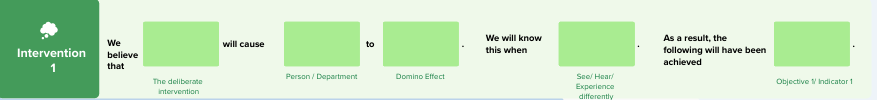 Intervention
1
We
believe
that
The deliberate
intervention
will cause
Person / Department
to
Domino Effect
.
We will know
this when
See/ Hear/
Experience
differently
.
As a result, the
following will have been
achieved
Objective 1/ Indicator 1
.